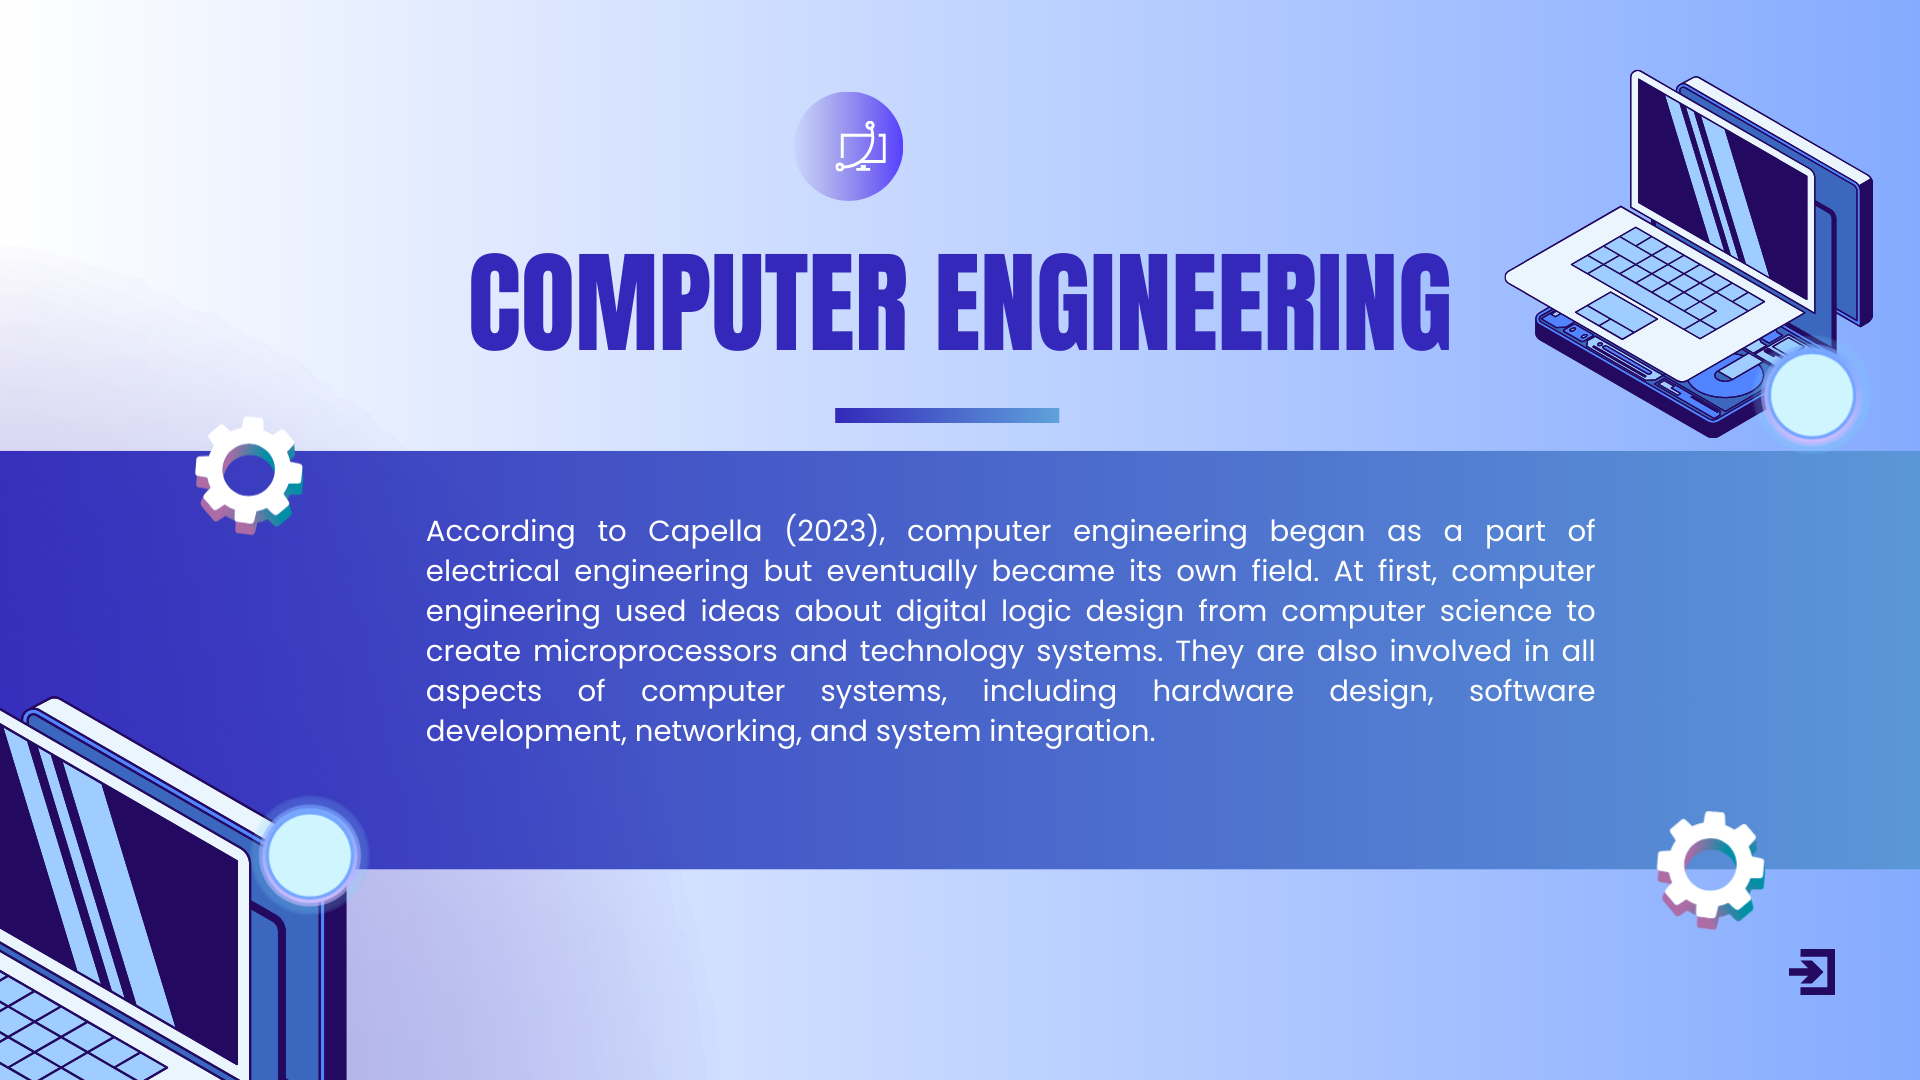 COMPUTER ENGINEERING
According to Capella (2023), computer engineering began as a part of
electrical engineering but eventually became its own field. At first, computer
engineering used ideas about digital logic design from computer science to
create microprocessors and technology systems. They are also involved in all
aspects of computer systems, including hardware design, software
development, networking, and system integration.